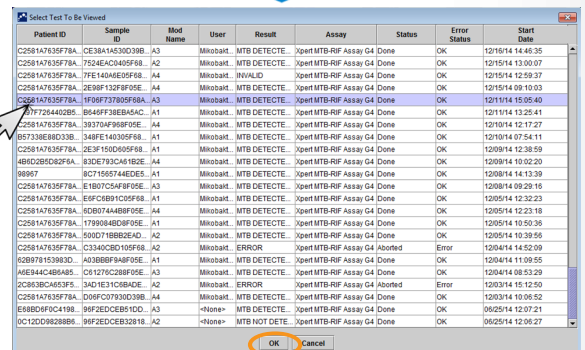 Select Test To Be Viewed
Patient ID Sample ID Mod Name User Result Assay Status Error Status Start Date
C2581A7635F78A... CE38A1A530D39B... A3 Mikobakt... MTB DETECTE... Xpert MTB-RIF Assay G4 Done OK 12/16/14 14:46:35
C2581A7635F78A... 7524EAC0405F68... A2 Mikobakt... MTB DETECTE... Xpert MTB-RIF Assay G4 Done OK 12/15/14 13:00:07
C2581A7635F78A... 7FE140A6E05F68... A4 Mikobakt... INVALID Xpert MTB-RIF Assay G4 Done OK 12/15/14 12:59:37
C2581A7635F78A... 2E98F132F8F05E... A4 Mikobakt... MTB DETECTE... Xpert MTB-RIF Assay G4 Done OK 12/15/14 09:10:03
C2581A7635F78A... 1F06F737805F68A... A3 Mikobakt... MTB DETECTE... Xpert MTB-RIF Assay G4 Done OK 12/11/14 15:05:40
B646FF38EBA5AC... A1 Mikobakt... MTB DETECTE... Xpert MTB-RIF Assay G4 Done OK 12/11/14 13:25:41
C2581A7635F78A... 39370AF968F05E... A4 Mikobakt... MTB DETECTE... Xpert MTB-RIF Assay G4 Done OK 12/10/14 12:17:27
B57338E88D33B... 348FE140305F68... A1 Mikobakt... MTB DETECTE... Xpert MTB-RIF Assay G4 Done OK 12/10/14 07:54:11
C2581A7635F78A... 2E3F150D605F68... A1 Mikobakt... MTB DETECTE... Xpert MTB-RIF Assay G4 Done OK 12/09/14 12:38:59
4B6D2B5D82F6A... 83DE793CA61B2E... A4 Mikobakt... MTB DETECTE... Xpert MTB-RIF Assay G4 Done OK 12/09/14 10:02:20
98967 8C71565744EDE5... A1 Mikobakt... MTB DETECTE... Xpert MTB-RIF Assay G4 Done OK 12/08/14 14:13:39
C2581A7635F78A... E1B07C5AF8F05E... A3 Mikobakt... MTB DETECTE... Xpert MTB-RIF Assay G4 Done OK 12/08/14 09:29:16
C2581A7635F78A... E6FC6B91C05F68... A1 Mikobakt... MTB DETECTE... Xpert MTB-RIF Assay G4 Done OK 12/05/14 12:32:23
C2581A7635F78A... 6DB074A4B8F05E... A4 Mikobakt... MTB DETECTE... Xpert MTB-RIF Assay G4 Done OK 12/05/14 12:23:18
C2581A7635F78A... 1799084BD8F05E... A1 Mikobakt... MTB DETECTE... Xpert MTB-RIF Assay G4 Done OK 12/05/14 10:50:36
C2581A7635F78A... 500D71BBB2EAD... A2 Mikobakt... MTB DETECTE... Xpert MTB-RIF Assay G4 Done OK 12/05/14 10:39:56
C2581A7635F78A... C3340CBD105F68... A2 Mikobakt... ERROR Xpert MTB-RIF Assay G4 Aborted Error 12/04/14 14:52:09
62B978153983D... A03BBBF9A8F05E... A1 Mikobakt... MTB DETECTE... Xpert MTB-RIF Assay G4 Done OK 12/04/14 11:09:55
A6E944C4B6A85... C61276C288F05E... A3 Mikobakt... MTB DETECTE... Xpert MTB-RIF Assay G4 Done OK 12/04/14 08:53:29
2C863BCA653F5... 3AD1E31C6BADE... A2 Mikobakt... ERROR Xpert MTB-RIF Assay G4 Aborted Error 12/03/14 15:12:50
C2581A7635F78A... D06FC07930D39B... A4 Mikobakt... MTB DETECTE... Xpert MTB-RIF Assay G4 Done OK 12/03/14 10:06:52
E68BD6F0C4198... 96F2EDCEB51DD... A3 <None> MTB DETECTE... Xpert MTB-RIF Assay G4 Done OK 06/25/14 12:07:21
0C12DD98288B6... 96F2EDCEB32818... A2 <None> MTB NOT DETE... Xpert MTB-RIF Assay G4 Done OK 06/25/14 12:06:27
OK Cancel